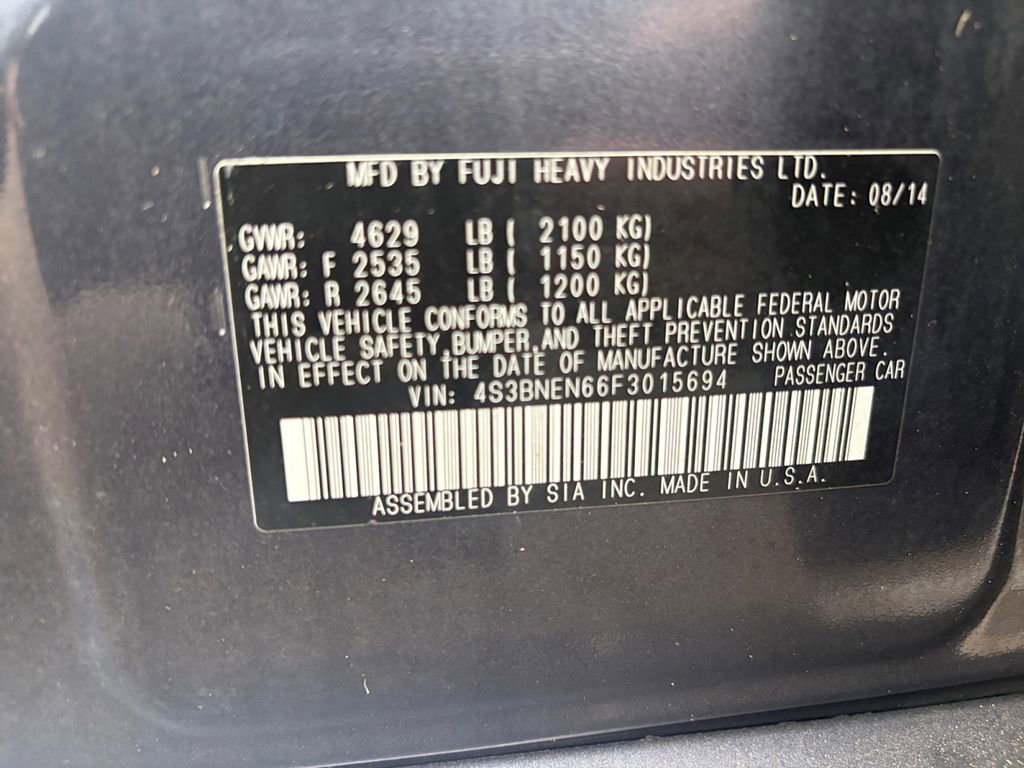 MFD BY FUJI HEAVY INDUSTRIES LTD.
DATE: 08/14
GVWR: 4629 LB ( 2100 KG)
GAWR: F 2535 LB ( 1150 KG)
GAWR: R 2645 LB ( 1200 KG)
THIS VEHICLE CONFORMS TO ALL APPLICABLE FEDERAL MOTOR
VEHICLE SAFETY,BUMPER,AND THEFT PREVENTION STANDARDS
IN EFFECT ON THE DATE OF MANUFACTURE SHOWN ABOVE.
VIN: 4S3BNEN66F3015694 PASSENGER CAR
ASSEMBLED BY SIA INC. MADE IN U.S.A.